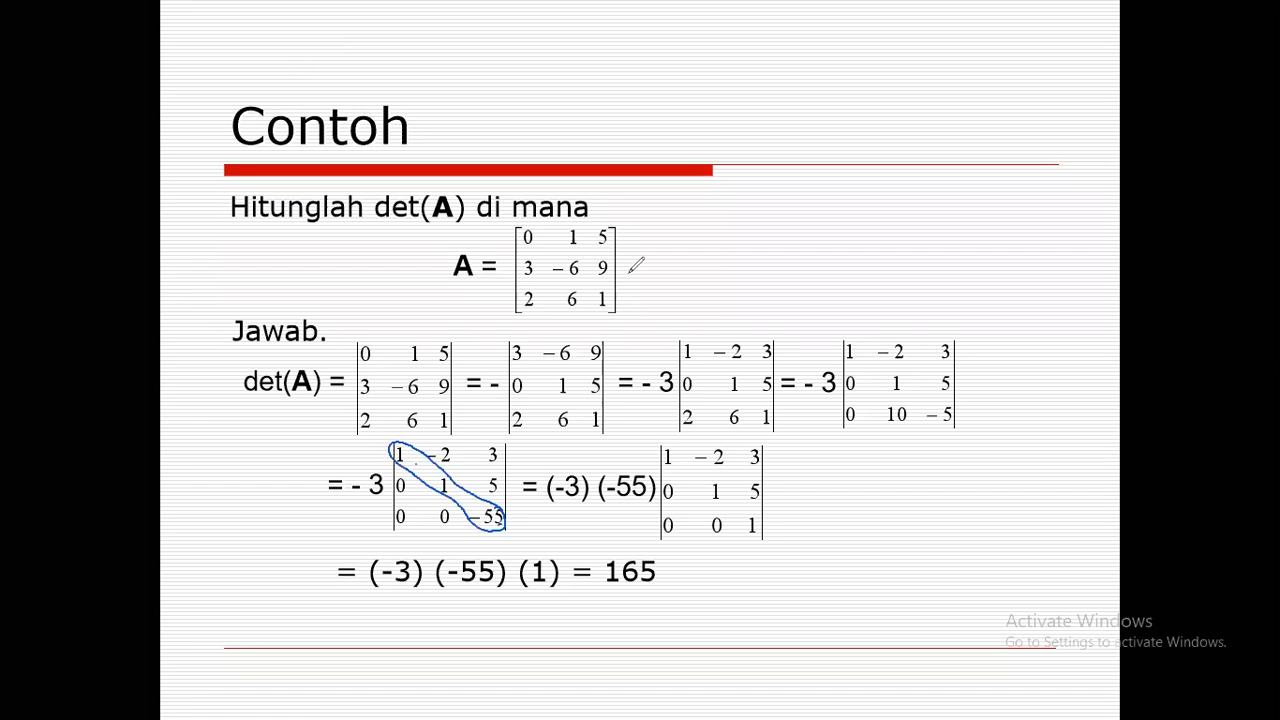 Contoh
Hitunglah det(A) di mana
A = [0 1 5
3 – 6 9
2 6 1]
Jawab.
det(A) = |0 1 5 = - |3 – 6 9 = - 3 |1 – 2 3 = - 3 |1 – 2 3
3 – 6 9 0 1 5 0 1 5 0 1 5
2 6 1| 2 6 1| 2 6 1| 0 10 – 5|
= - 3 |1 – 2 3 = (-3) (-55) |1 – 2 3
0 1 5 0 1 5
0 0 – 55| 0 0 1|
= (-3) (-55) (1) = 165
Activate Windows
Go to Settings to activate Windows.